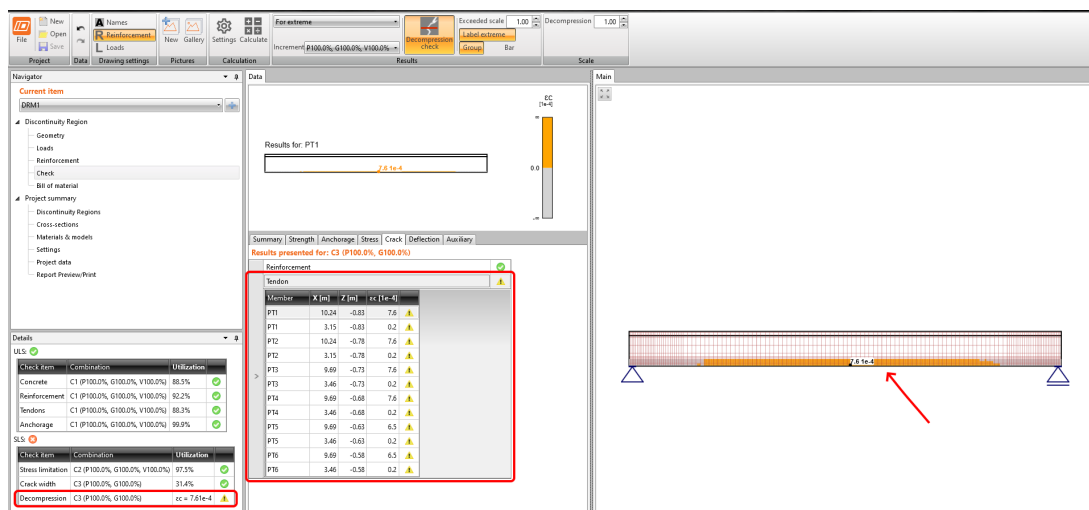 New
Open
Save
File
Project
Data
A Names
R Reinforcement
L Loads
Drawing settings
New Gallery
Pictures
Settings Calculate
Calculation
For extreme
Increment P100.0%, G100.0%, V100.0%
Decompression check
Exceeded scale 1.00
Label extreme
Group Bar
Results
Decompression 1.00
Scale
Navigator
Current item
DRM1
Discontinuity Region
Geometry
Loads
Reinforcement
Check
Bill of material
Project summary
Discontinuity Regions
Cross-sections
Materials & models
Settings
Project data
Report Preview/Print
Details
ULS:
Check item Combination Utilization
Concrete C1 (P100.0%, G100.0%, V100.0%) 88.5%
Reinforcement C1 (P100.0%, G100.0%, V100.0%) 92.2%
Tendons C1 (P100.0%, G100.0%, V100.0%) 88.3%
Anchorage C1 (P100.0%, G100.0%, V100.0%) 99.9%
SLS:
Check item Combination Utilization
Stress limitation C2 (P100.0%, G100.0%, V100.0%) 97.5%
Crack width C3 (P100.0%, G100.0%) 31.4%
Decompression C3 (P100.0%, G100.0%) εc = 7.61e-4
Data
Results for: PT1
7.6 1e-4
εc
[1e-4]
∞
0.0
-∞
Summary Strength Anchorage Stress Crack Deflection Auxiliary
Results presented for: C3 (P100.0%, G100.0%)
Reinforcement
Tendon
Member X [m] Z [m] εc [1e-4]
PT1 10.24 -0.83 7.6
PT1 3.15 -0.83 0.2
PT2 10.24 -0.78 7.6
PT2 3.15 -0.78 0.2
PT3 9.69 -0.73 7.6
PT3 3.46 -0.73 0.2
PT4 9.69 -0.68 7.6
PT4 3.46 -0.68 0.2
PT5 9.69 -0.63 6.5
PT5 3.46 -0.63 0.2
PT6 9.69 -0.58 6.5
PT6 3.46 -0.58 0.2
Main
7.6 1e-4